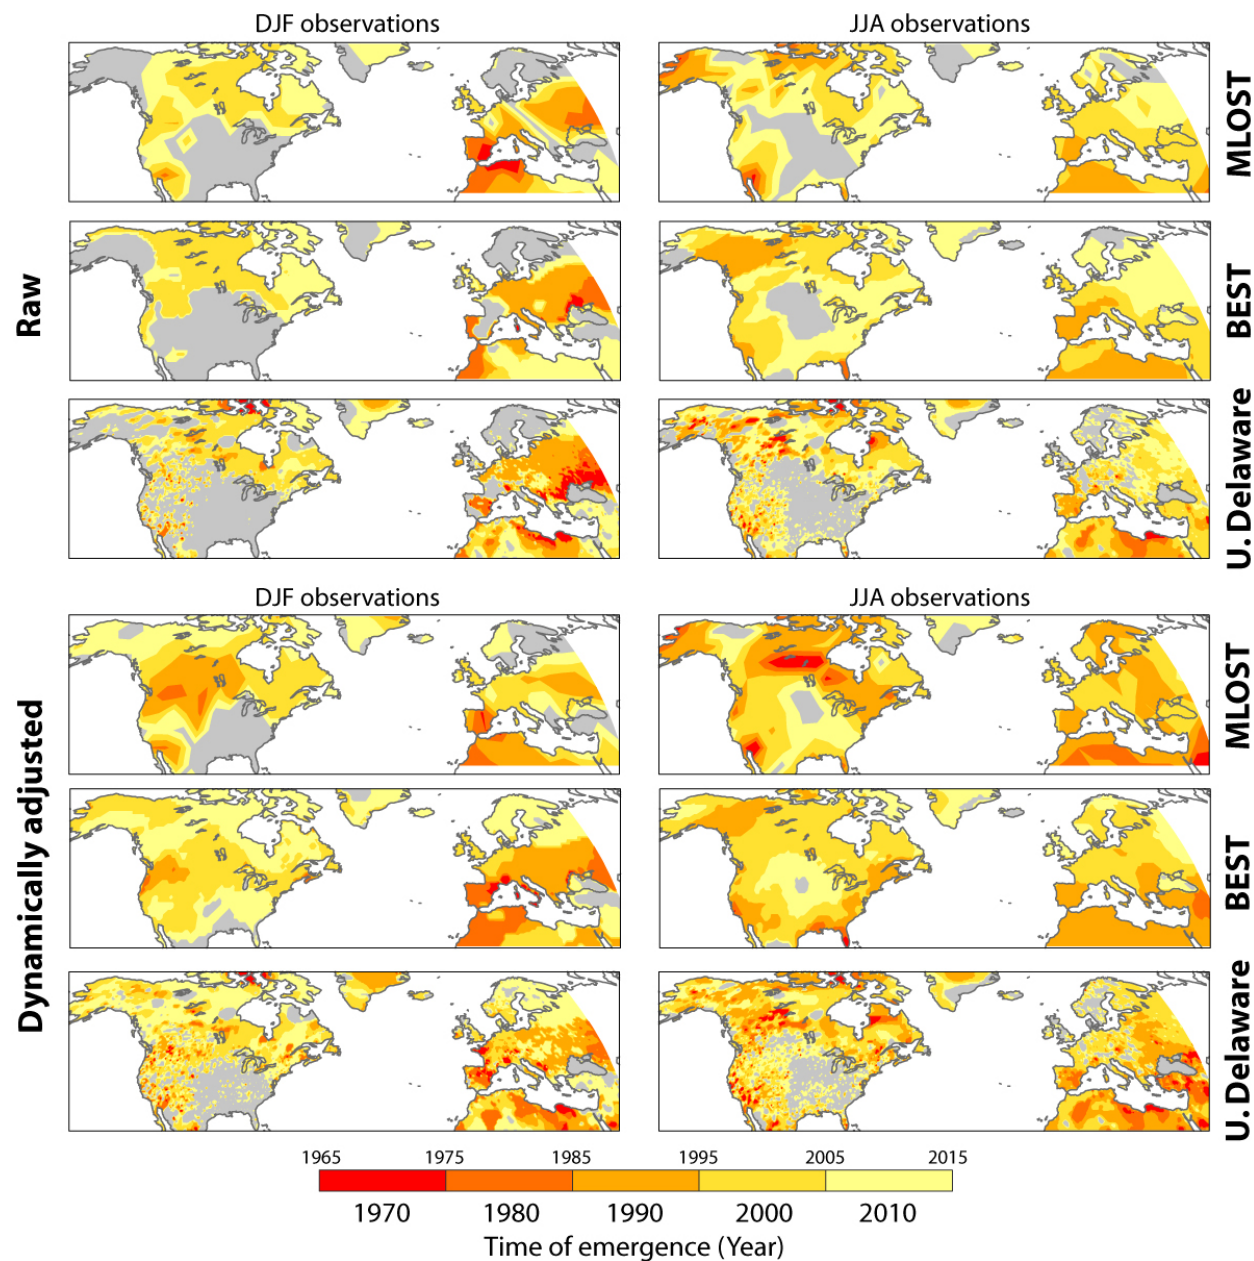 DJF observations
JJA observations
MLOST
Raw
BEST
U. Delaware
DJF observations
JJA observations
MLOST
Dynamically adjusted
BEST
U. Delaware
1965 1975 1985 1995 2005 2015
1970 1980 1990 2000 2010
Time of emergence (Year)